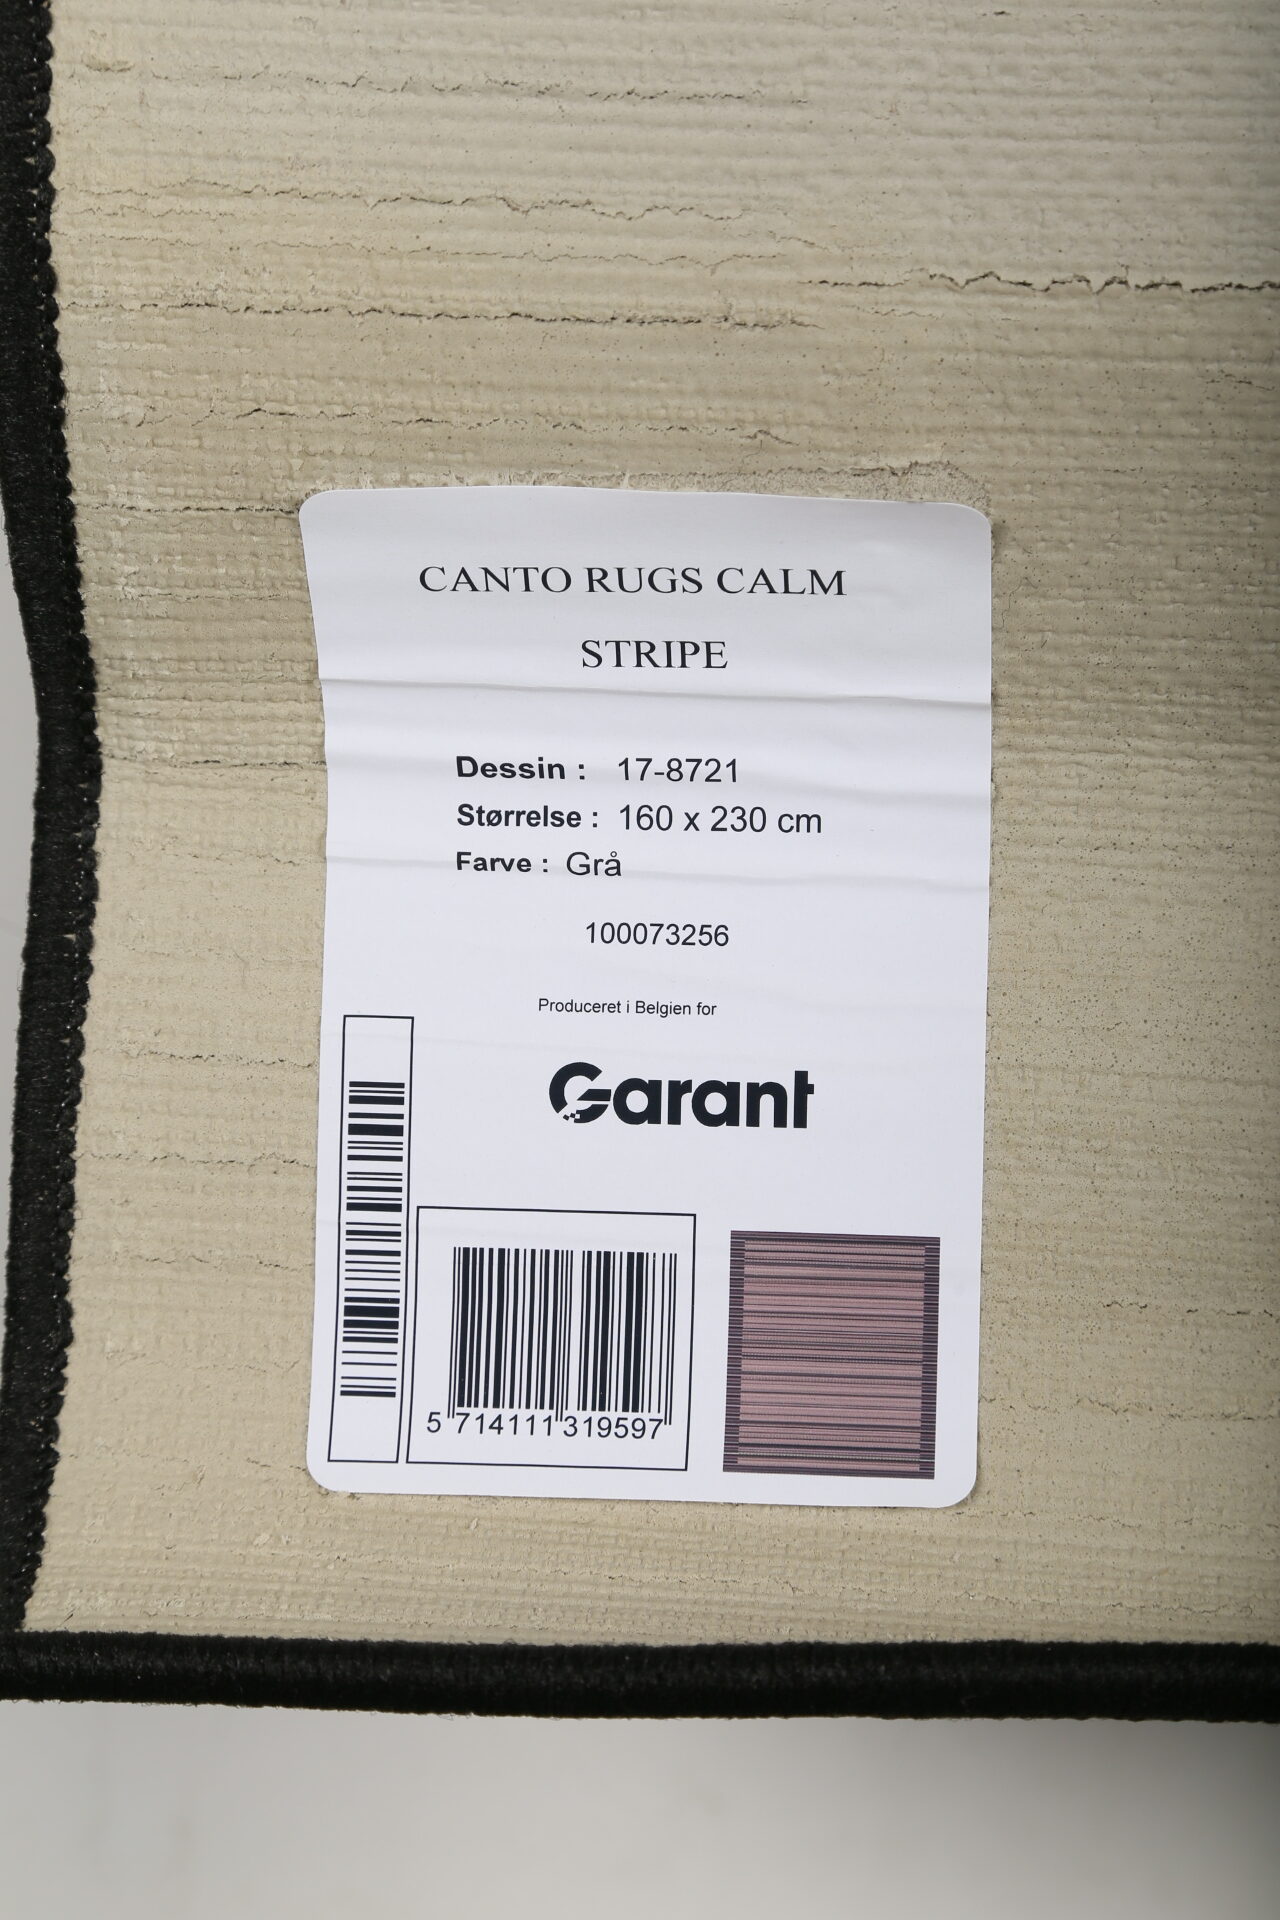 CANTO RUGS CALM
STRIPE
Dessin : 17-8721
Størrelse : 160 x 230 cm
Farve : Grå
100073256
Produceret i Belgien for
Garant
5 714111 319597